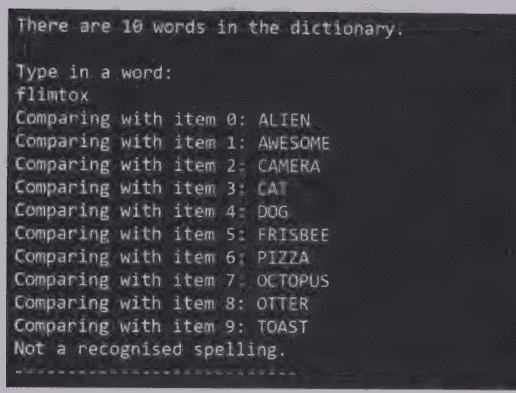 There are 10 words in the dictionary.
Type in a word:
flimtox
Comparing with item 0: ALIEN
Comparing with item 1: AWESOME
Comparing with item 2: CAMERA
Comparing with item 3: CAT
Comparing with item 4: DOG
Comparing with item 5: FRISBEE
Comparing with item 6: PIZZA
Comparing with item 7: OCTOPUS
Comparing with item 8: OTTER
Comparing with item 9: TOAST
Not a recognised spelling.
----------------------------